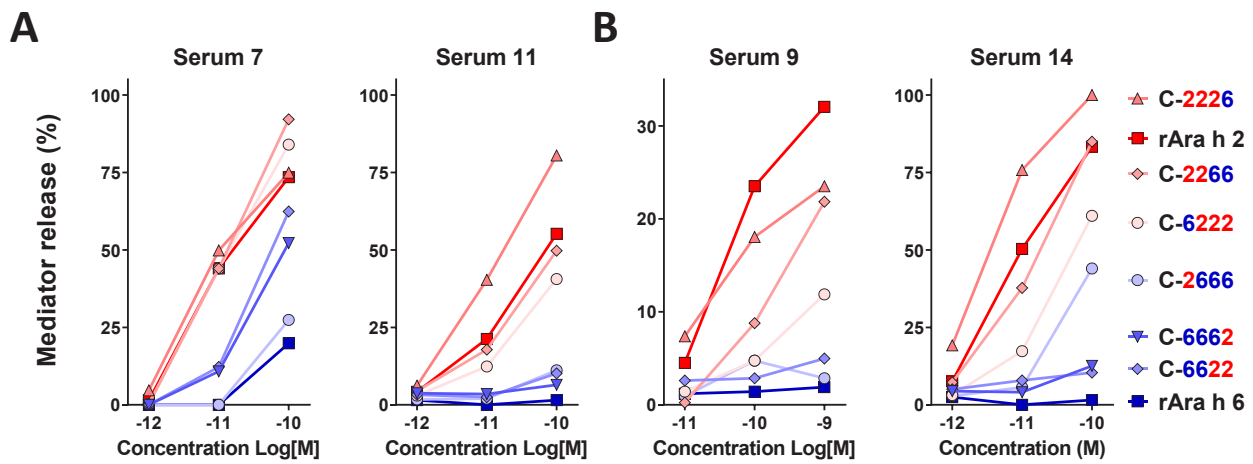 A
B
Serum 7
Serum 11
Serum 9
Serum 14
Mediator release (%)
100
75
50
25
0
-12
-11
-10
Concentration Log[M]
100
75
50
25
0
-12
-11
-10
Concentration Log[M]
30
20
10
0
-11
-10
-9
Concentration Log[M]
100
75
50
25
0
-12
-11
-10
Concentration (M)
C-2226
rAra h 2
C-2266
C-6222
C-2666
C-6662
C-6622
rAra h 6